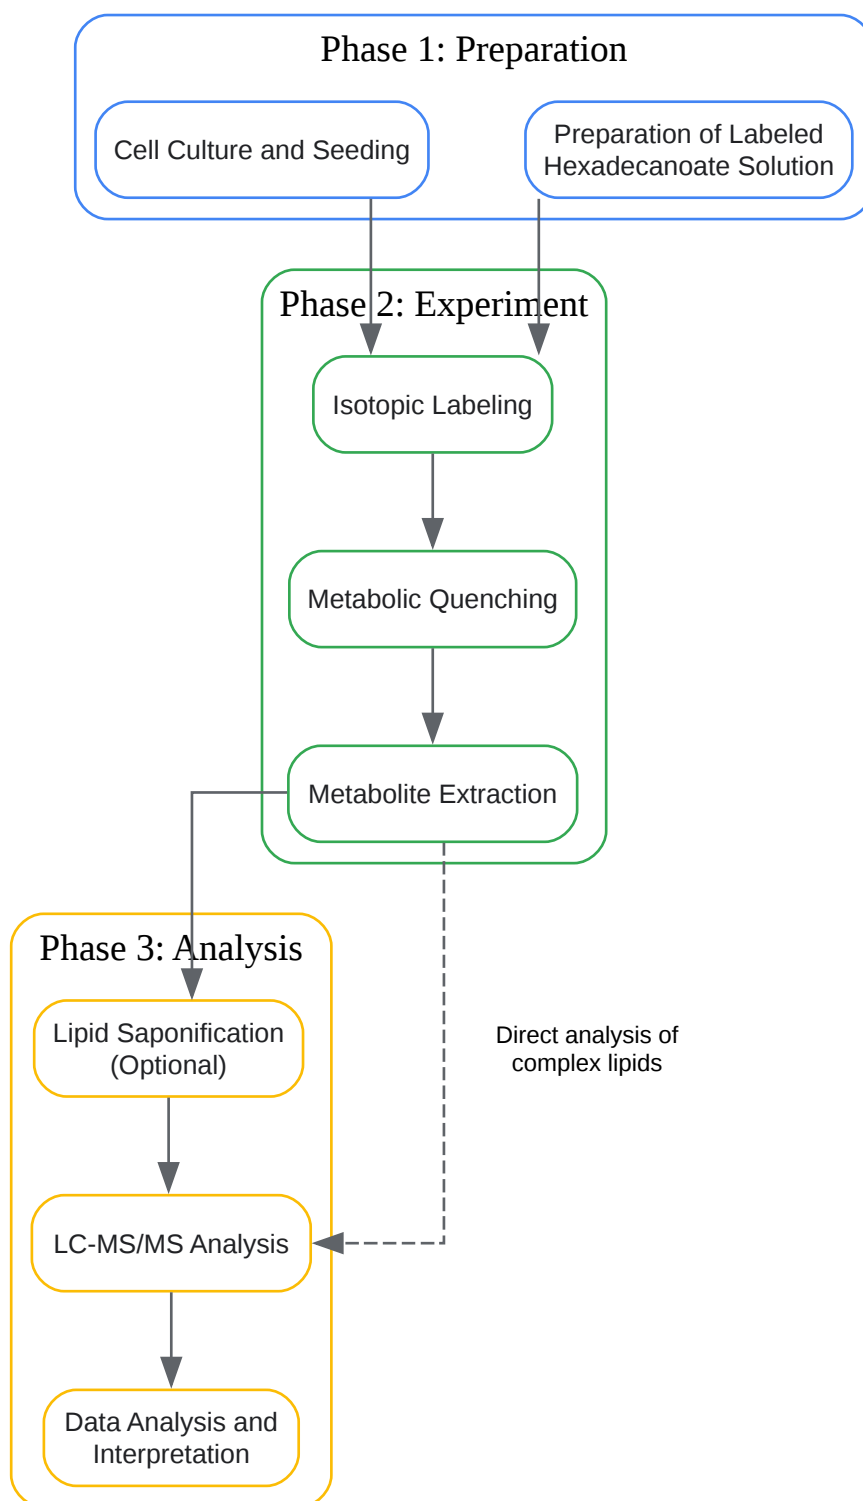 Phase 1: Preparation
Cell Culture and Seeding
Preparation of Labeled
Hexadecanoate Solution
Phase 2: Experiment
Isotopic Labeling
Metabolic Quenching
Metabolite Extraction
Phase 3: Analysis
Lipid Saponification
(Optional)
Direct analysis of
complex lipids
LC-MS/MS Analysis
Data Analysis and
Interpretation